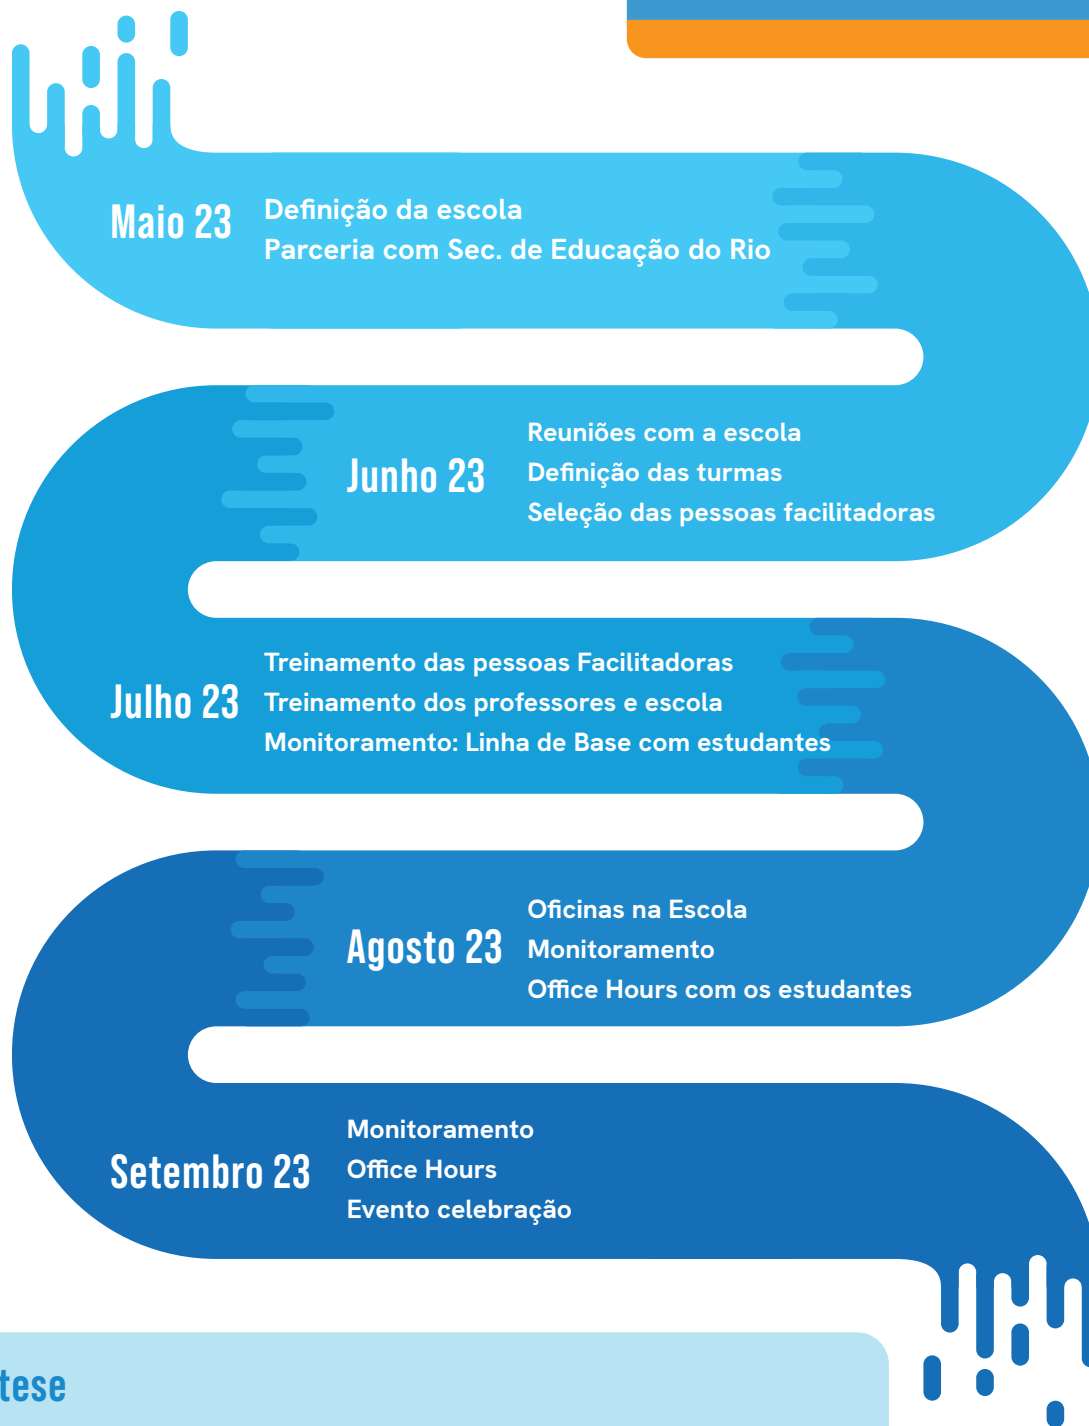 Maio 23
Definição da escola
Parceria com Sec. de Educação do Rio
Junho 23
Reuniões com a escola
Definição das turmas
Seleção das pessoas facilitadoras
Julho 23
Treinamento das pessoas Facilitadoras
Treinamento dos professores e escola
Monitoramento: Linha de Base com estudantes
Agosto 23
Oficinas na Escola
Monitoramento
Office Hours com os estudantes
Setembro 23
Monitoramento
Office Hours
Evento celebração
tese